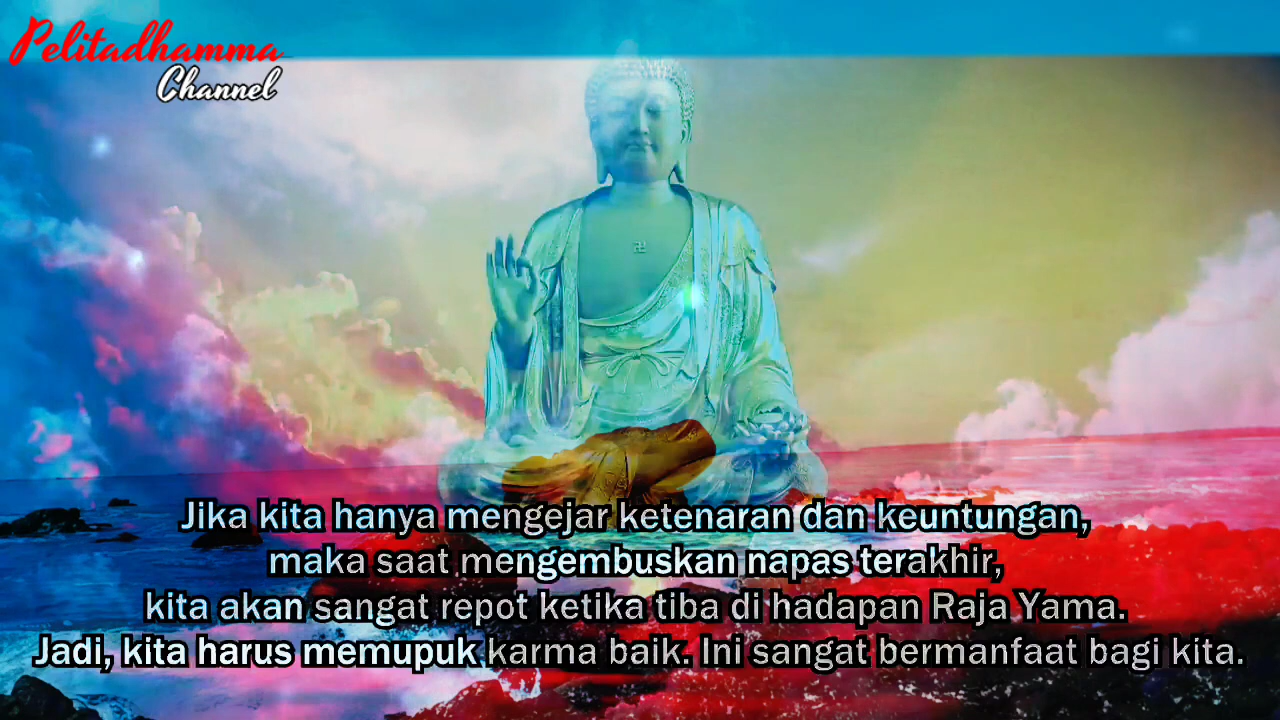 Pelitadhamma
Channel
卍
Jika kita hanya mengejar ketenaran dan keuntungan,
maka saat mengembuskan napas terakhir,
kita akan sangat repot ketika tiba di hadapan Raja Yama.
Jadi, kita harus memupuk karma baik. Ini sangat bermanfaat bagi kita.